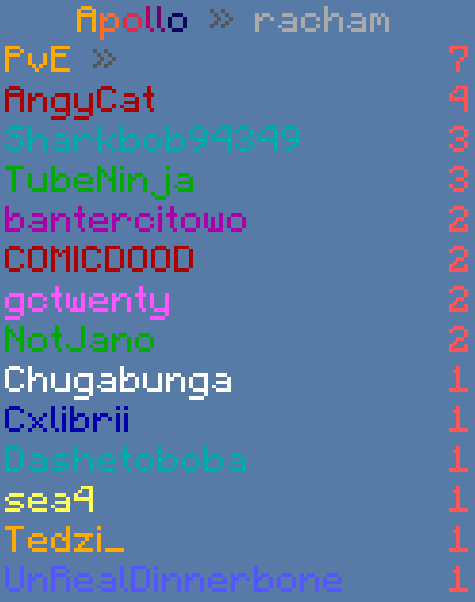 Apollo » racham
PvE » 7
AngyCat 4
Sharkbob94349 3
TubeNinja 3
bantercitowo 2
COMICDOOD 2
gctwenty 2
NotJano 2
Chugabunga 1
Cxlibrii 1
Dashetoboba 1
sea4 1
Tedzi_ 1
UnRealDinnerbone 1